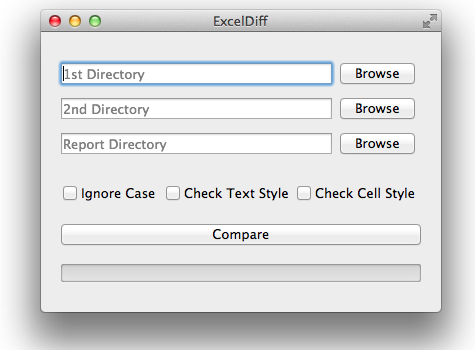 ExcelDiff
1st Directory Browse
2nd Directory Browse
Report Directory Browse
Ignore Case Check Text Style Check Cell Style
Compare